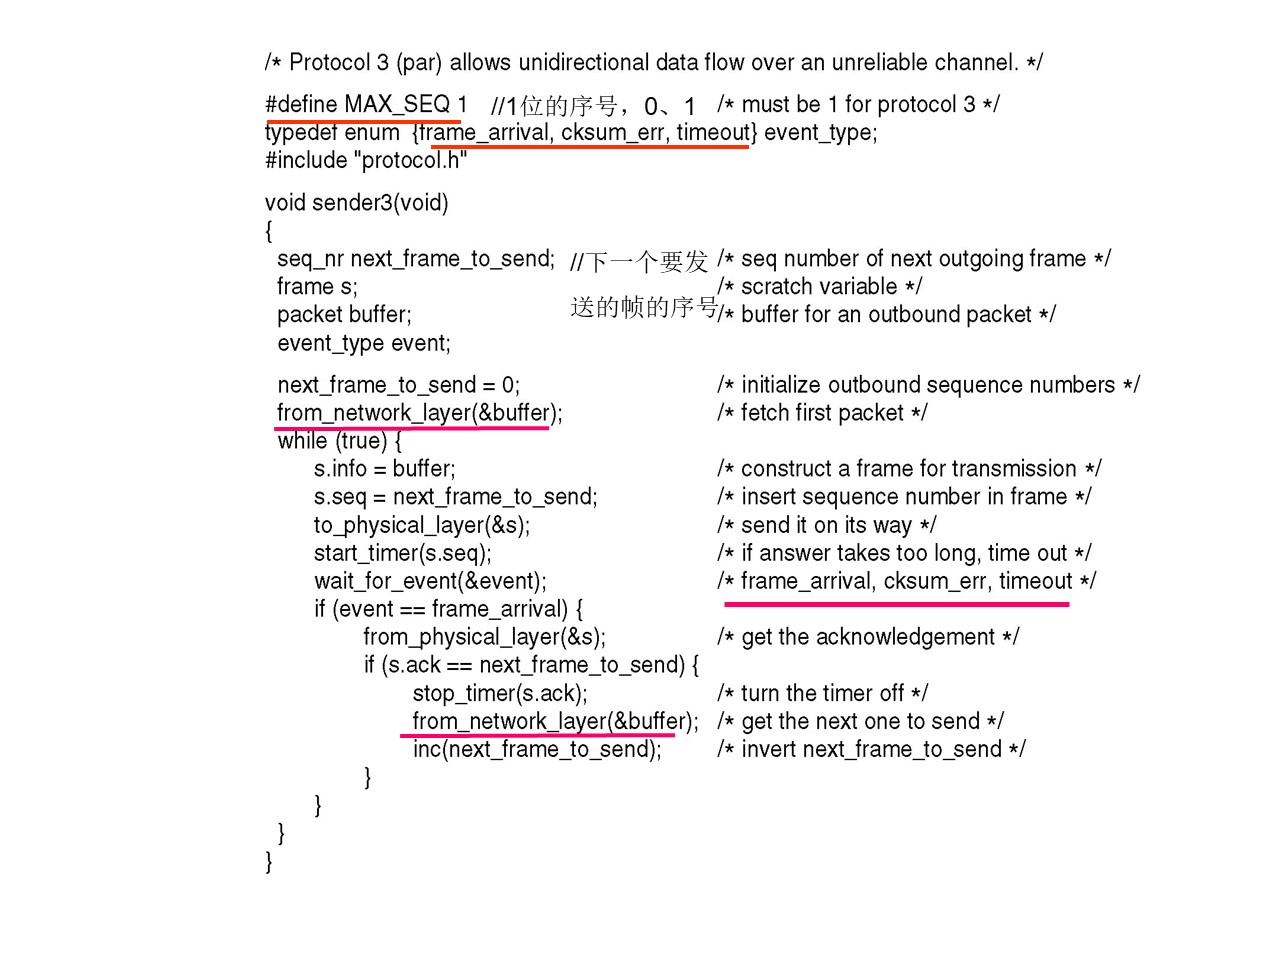 /* Protocol 3 (par) allows unidirectional data flow over an unreliable channel. */
#define MAX_SEQ 1 //1位的序号，0、1 /* must be 1 for protocol 3 */
typedef enum {frame_arrival, cksum_err, timeout} event_type;
#include "protocol.h"
void sender3(void)
{
seq_nr next_frame_to_send; //下一个要发 /* seq number of next outgoing frame */
frame s; /* scratch variable */
packet buffer; 送的帧的序号 /* buffer for an outbound packet */
event_type event;
next_frame_to_send = 0; /* initialize outbound sequence numbers */
from_network_layer(&buffer); /* fetch first packet */
while (true) {
s.info = buffer; /* construct a frame for transmission */
s.seq = next_frame_to_send; /* insert sequence number in frame */
to_physical_layer(&s); /* send it on its way */
start_timer(s.seq); /* if answer takes too long, time out */
wait_for_event(&event); /* frame_arrival, cksum_err, timeout */
if (event == frame_arrival) {
from_physical_layer(&s); /* get the acknowledgement */
if (s.ack == next_frame_to_send) {
stop_timer(s.ack); /* turn the timer off */
from_network_layer(&buffer); /* get the next one to send */
inc(next_frame_to_send); /* invert next_frame_to_send */
}
}
}
}